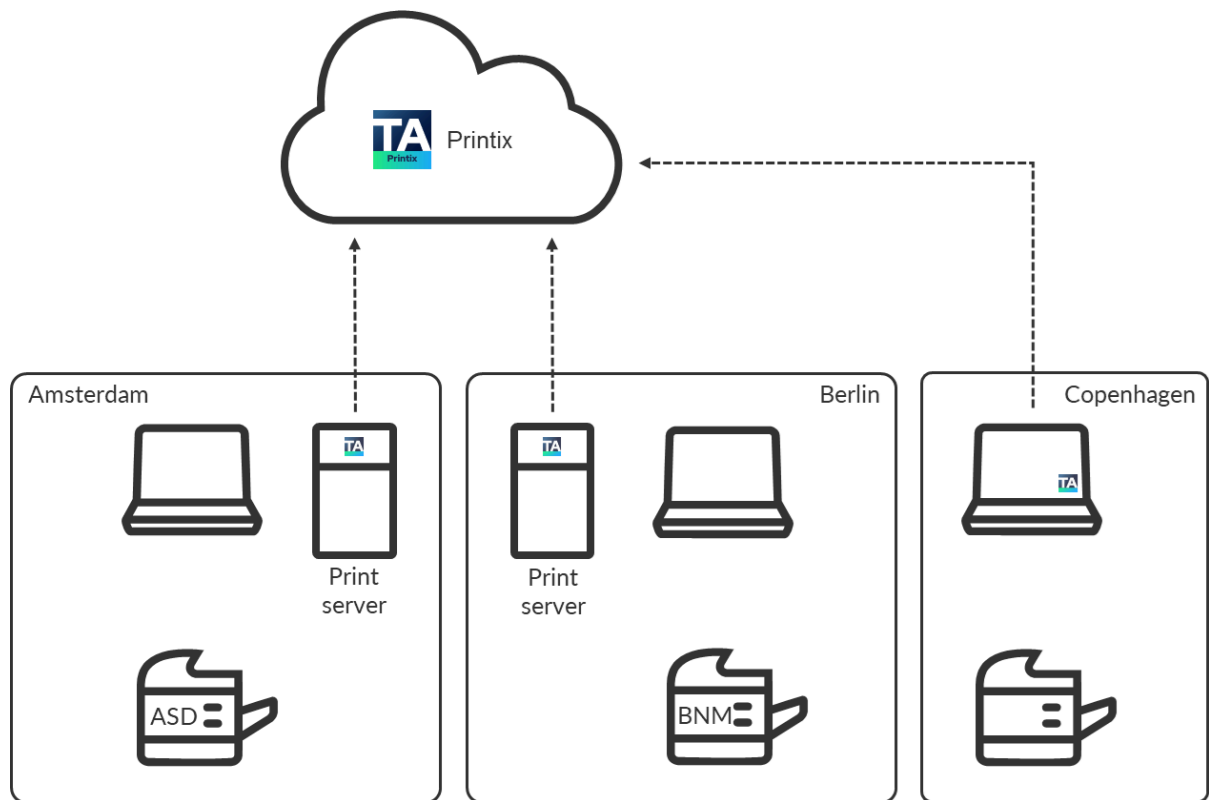 TA
Printix
Printix
Amsterdam
Berlin
Copenhagen
TA
TA
TA
Print
server
Print
server
ASD
BNM